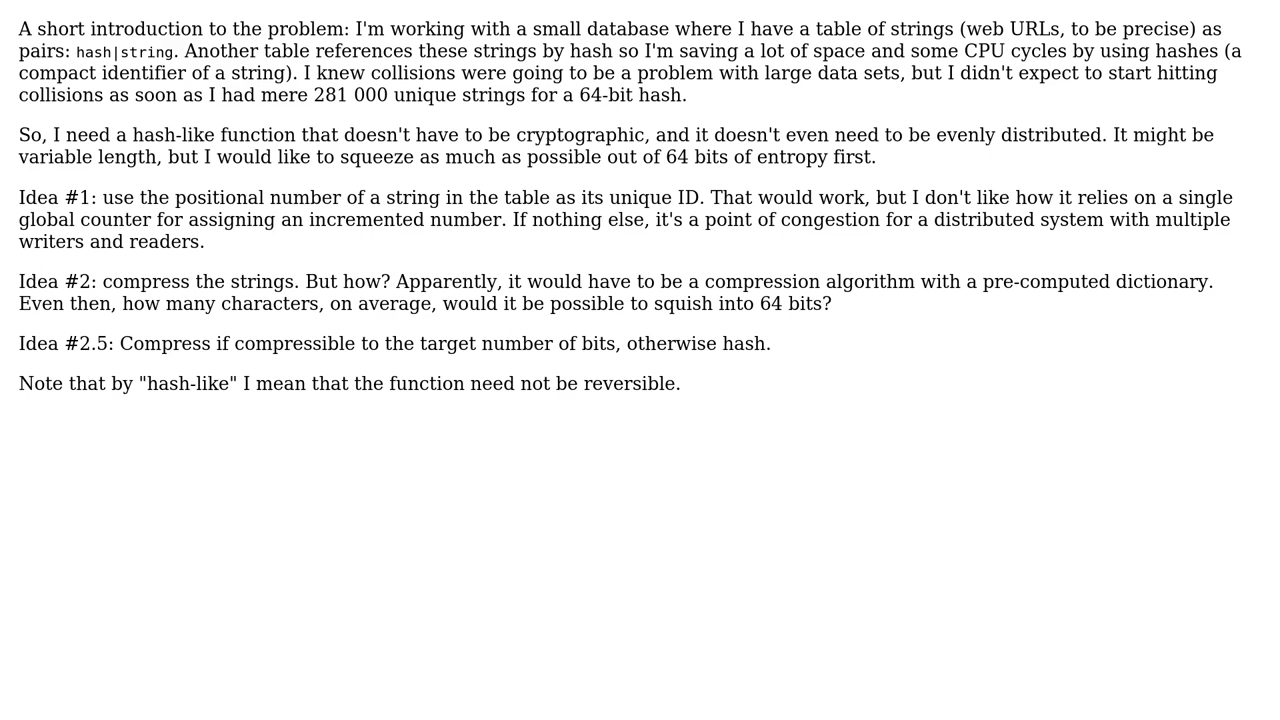 A short introduction to the problem: I'm working with a small database where I have a table of strings (web URLs, to be precise) as
pairs: hash|string. Another table references these strings by hash so I'm saving a lot of space and some CPU cycles by using hashes (a
compact identifier of a string). I knew collisions were going to be a problem with large data sets, but I didn't expect to start hitting
collisions as soon as I had mere 281 000 unique strings for a 64-bit hash.
So, I need a hash-like function that doesn't have to be cryptographic, and it doesn't even need to be evenly distributed. It might be
variable length, but I would like to squeeze as much as possible out of 64 bits of entropy first.
Idea #1: use the positional number of a string in the table as its unique ID. That would work, but I don't like how it relies on a single
global counter for assigning an incremented number. If nothing else, it's a point of congestion for a distributed system with multiple
writers and readers.
Idea #2: compress the strings. But how? Apparently, it would have to be a compression algorithm with a pre-computed dictionary.
Even then, how many characters, on average, would it be possible to squish into 64 bits?
Idea #2.5: Compress if compressible to the target number of bits, otherwise hash.
Note that by "hash-like" I mean that the function need not be reversible.